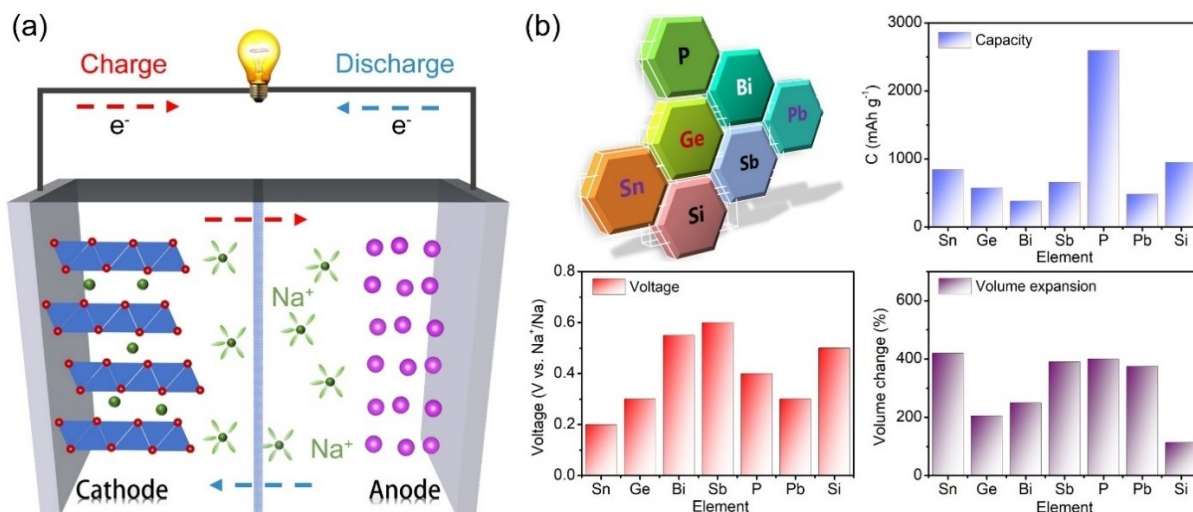 (a)
Charge
Discharge
e-
e-
Na+
Na+
Cathode
Anode
(b)
P
Bi
Pb
Ge
Sb
Sn
Si
3000
2000
1000
0
C (mAh g-1)
Capacity
Sn Ge Bi Sb P Pb Si
Element
0.8
0.6
0.4
0.2
0.0
Voltage (V vs. Na+/Na)
Voltage
Sn Ge Bi Sb P Pb Si
Element
600
400
200
0
Volume change (%)
Volume expansion
Sn Ge Bi Sb P Pb Si
Element